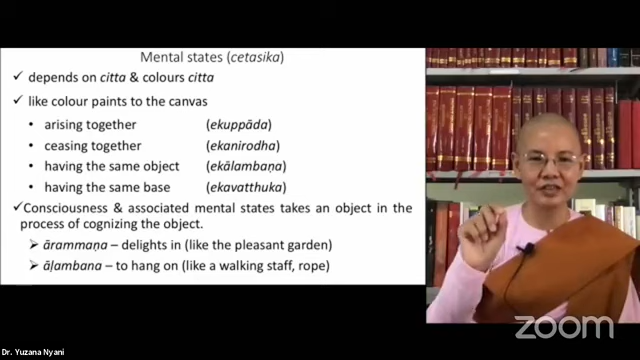 Mental states (cetasika)
✓ depends on citta & colours citta
✓ like colour paints to the canvas
• arising together (ekuppāda)
• ceasing together (ekanirodha)
• having the same object (ekālambaṇa)
• having the same base (ekavatthuka)
✓Consciousness & associated mental states takes an object in the
process of cognizing the object.
➢ ārammaṇa – delights in (like the pleasant garden)
➢ āḷambana – to hang on (like a walking staff, rope)
zoom
Dr. Yuzana Nyani